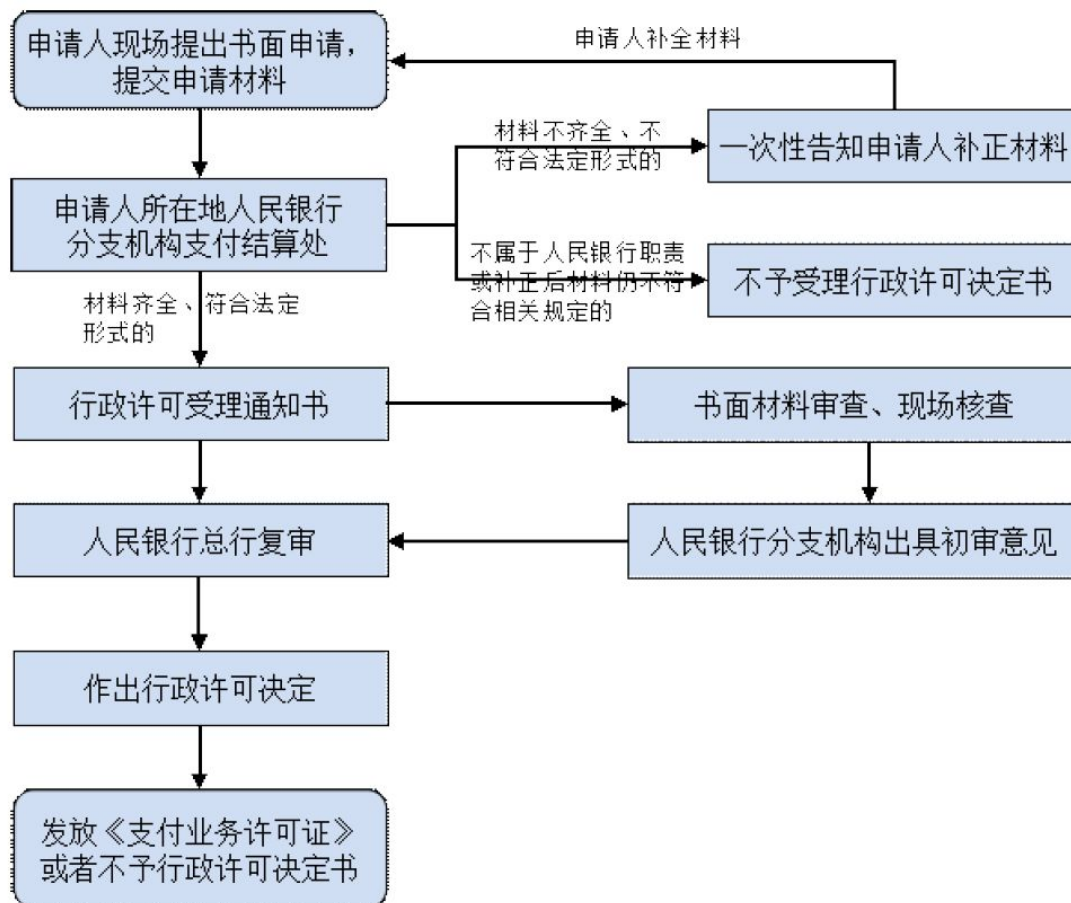 申请人现场提出书面申请，
提交申请材料
申请人补全材料
材料不齐全、不
符合法定形式的
一次性告知申请人补正材料
申请人所在地人民银行
分支机构支付结算处
不属于人民银行职责
或补正后材料仍不符
合相关规定的
不予受理行政许可决定书
材料齐全、符合法定
形式的
行政许可受理通知书
书面材料审查、现场核查
人民银行总行复审
人民银行分支机构出具初审意见
作出行政许可决定
发放《支付业务许可证》
或者不予行政许可决定书